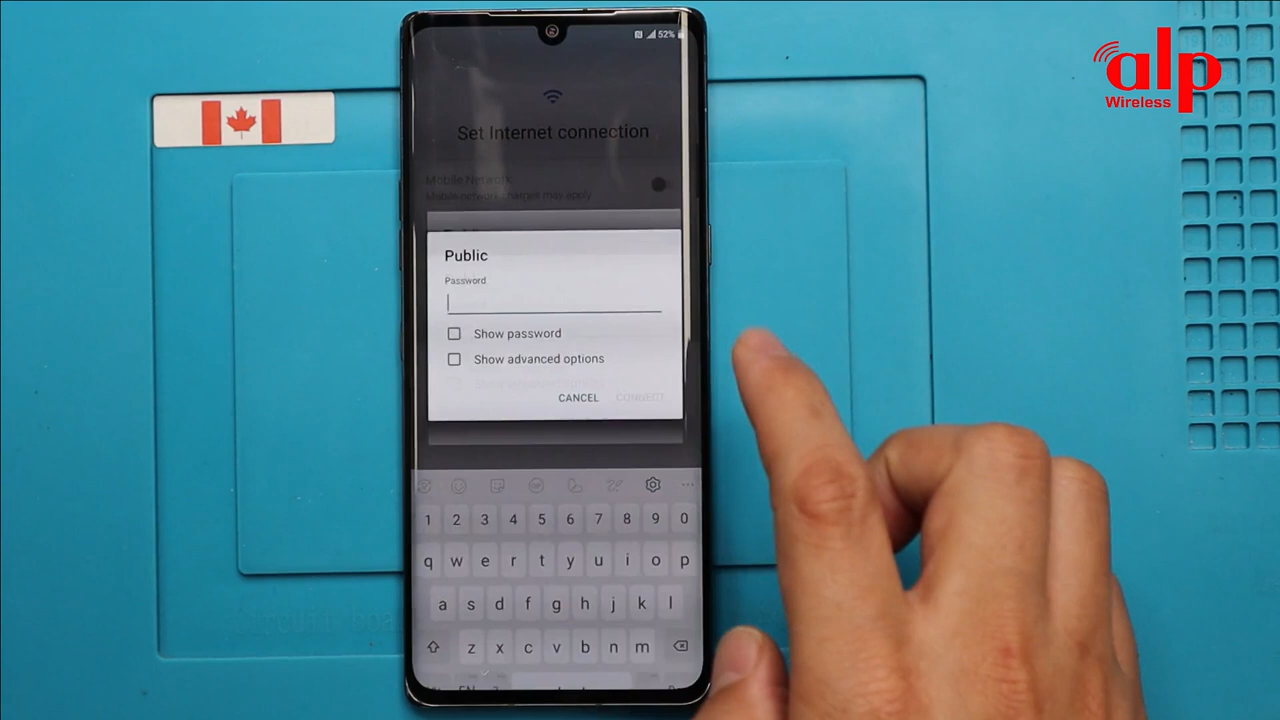 alp
Wireless
52%
Set Internet connection
Mobile Network
Mobile network charges may apply
Public
Password
Show password
Show advanced options
CANCEL CONNECT
1 2 3 4 5 6 7 8 9 0
q w e r t y u i o p
a s d f g h j k l
z x c v b n m